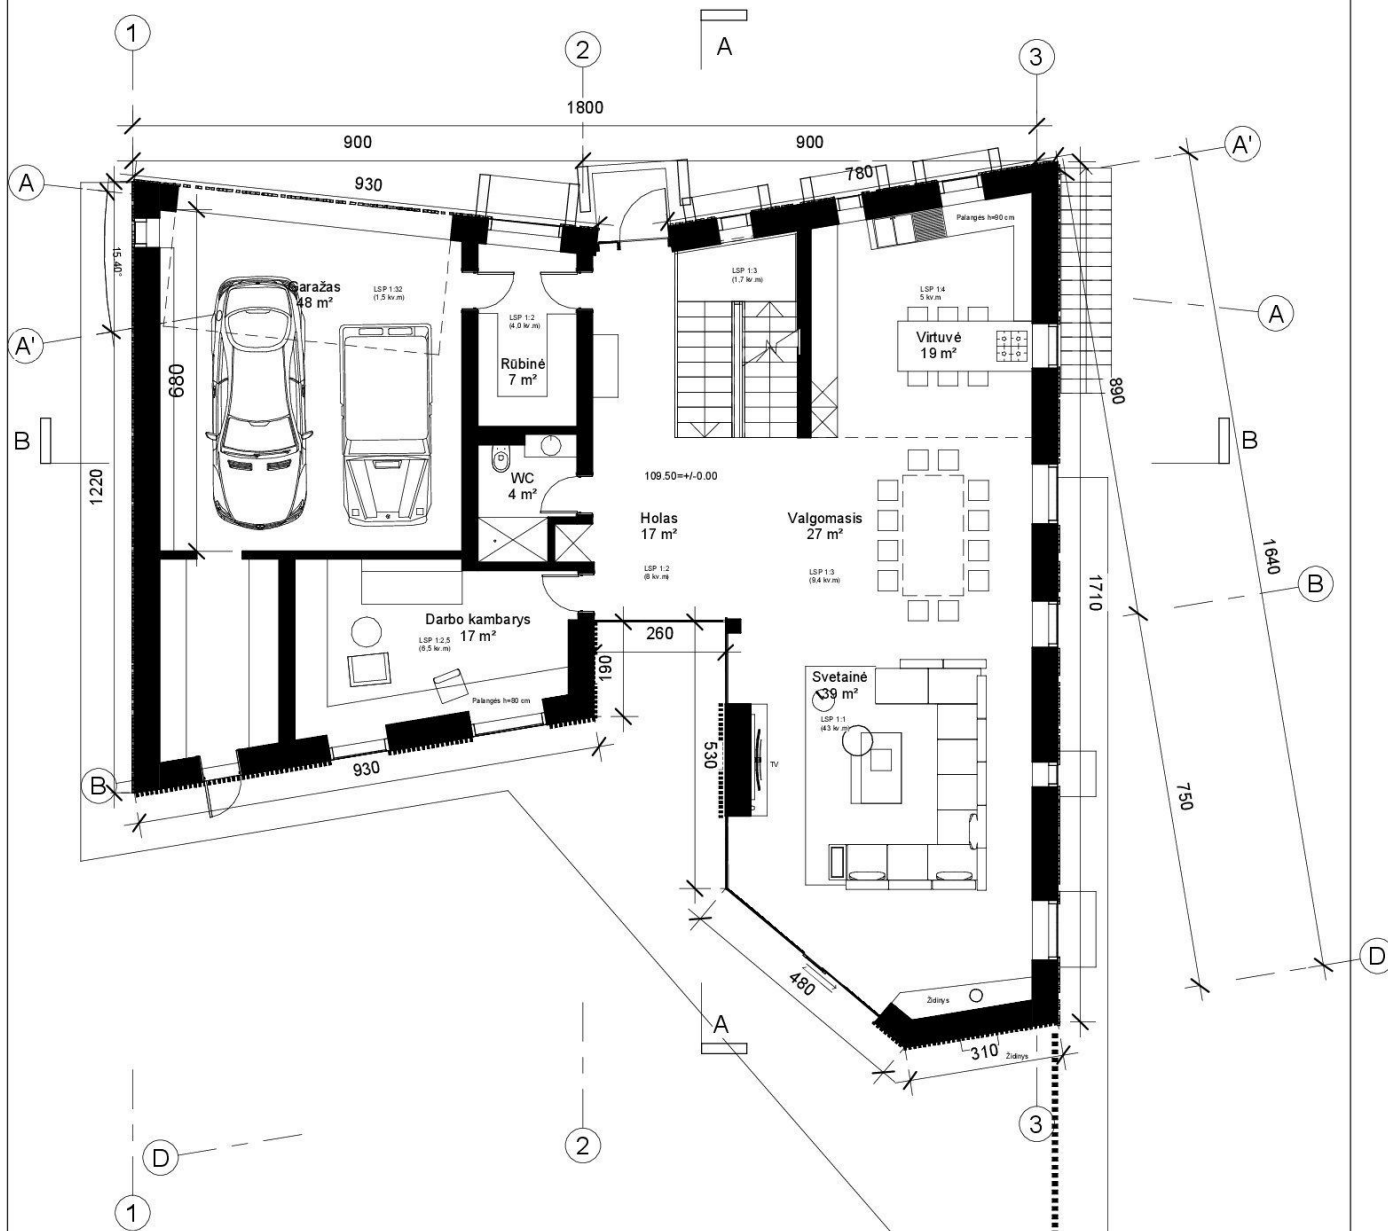 1
2
A
3
1800
900
900
A'
A
930
780
Palangės h=90 cm
15.40°
Garažas
48 m²
LSP 1:32
(1,5 kv.m)
LSP 1:3
(1,7 kv.m)
LSP 1:4
5 kv.m
A
LSP 1:2
(4,0 kv.m)
A'
Virtuvė
19 m²
Rūbinė
7 m²
680
890
B
B
WC
4 m²
109.50=+/-0.00
1220
Holas
17 m²
Valgomasis
27 m²
1640
LSP 1:2
(8 kv.m)
LSP 1:3
(9,4 kv.m)
1710
B
Darbo kambarys
17 m²
LSP 1:2,5
(6,5 kv.m)
260
190
Svetainė
39 m²
Palangės h=80 cm
LSP 1:1
(43 kv.m)
530
TV
930
B
750
480
D
Židinys
A
310
Židinys
3
2
D
1